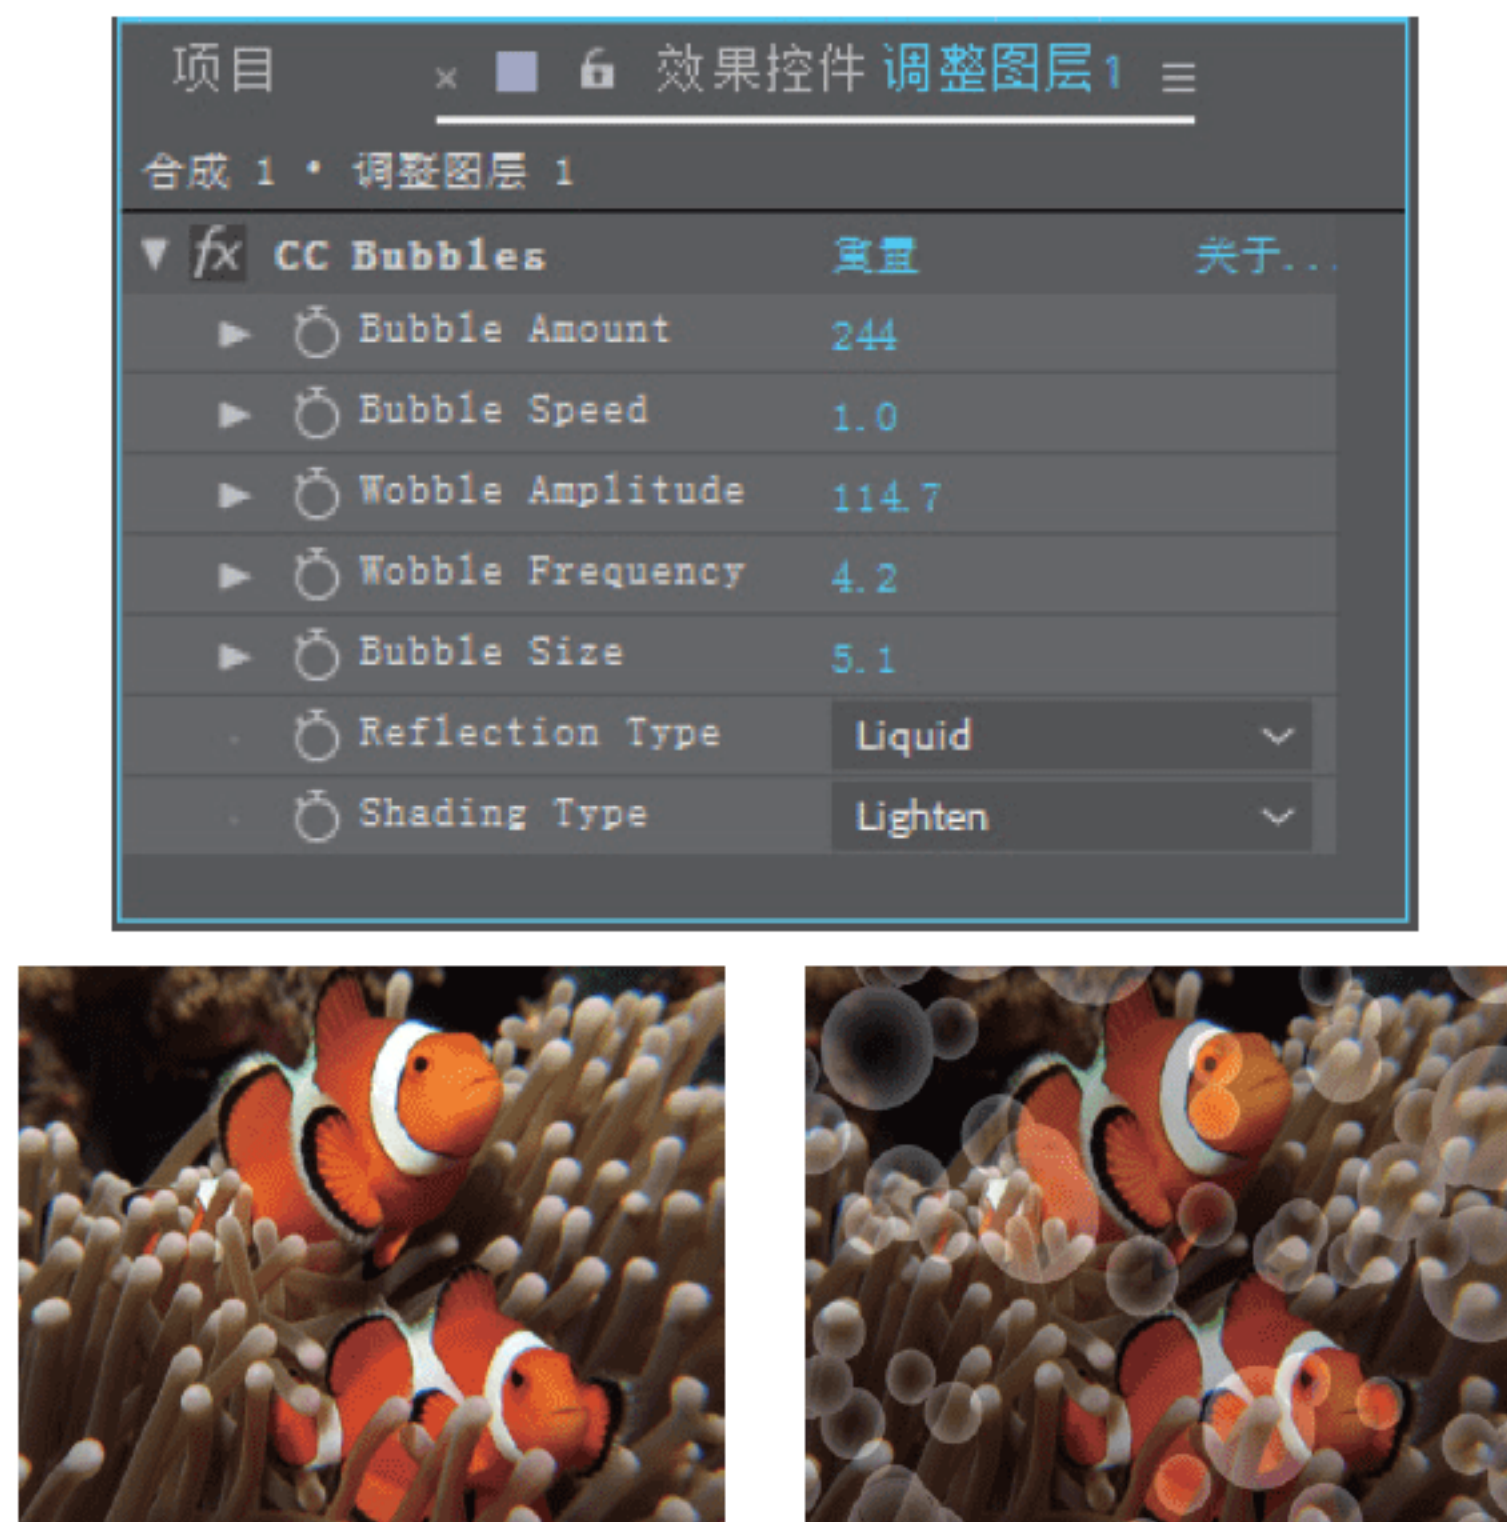 项目 × 效果控件 调整图层1 ☰
合成 1 • 调整图层 1
fx CC Bubbles 重置 关于...
Bubble Amount 244
Bubble Speed 1.0
Wobble Amplitude 114.7
Wobble Frequency 4.2
Bubble Size 5.1
Reflection Type Liquid
Shading Type Lighten